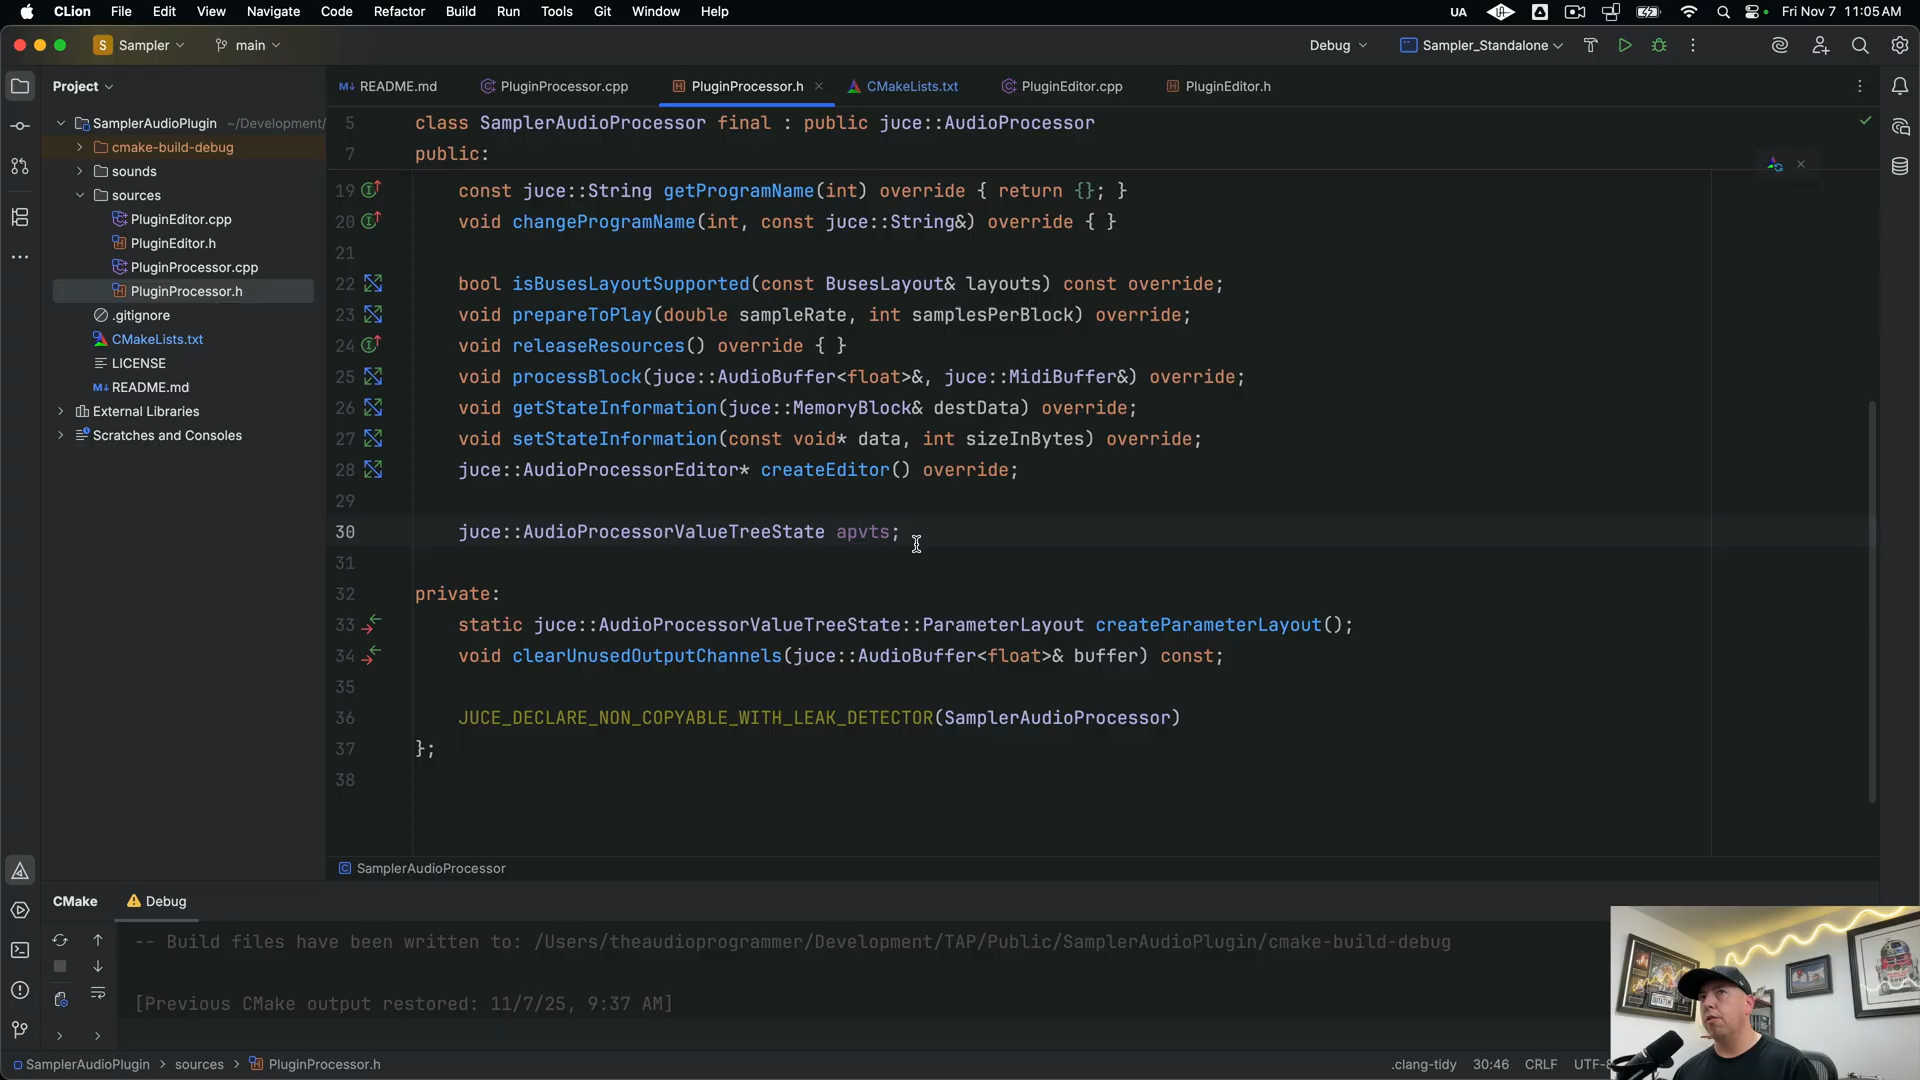 CLion File Edit View Navigate Code Refactor Build Run Tools Git Window Help UA Fri Nov 7 11:05 AM
S Sampler main Debug Sampler_Standalone
Project README.md PluginProcessor.cpp PluginProcessor.h CMakeLists.txt PluginEditor.cpp PluginEditor.h
SamplerAudioPlugin ~/Development/
cmake-build-debug
sounds
sources
PluginEditor.cpp
PluginEditor.h
PluginProcessor.cpp
PluginProcessor.h
.gitignore
CMakeLists.txt
LICENSE
README.md
External Libraries
Scratches and Consoles
5 class SamplerAudioProcessor final : public juce::AudioProcessor
7 public:
19 const juce::String getProgramName(int) override { return {}; }
20 void changeProgramName(int, const juce::String&) override { }
21
22 bool isBusesLayoutSupported(const BusesLayout& layouts) const override;
23 void prepareToPlay(double sampleRate, int samplesPerBlock) override;
24 void releaseResources() override { }
25 void processBlock(juce::AudioBuffer<float>&, juce::MidiBuffer&) override;
26 void getStateInformation(juce::MemoryBlock& destData) override;
27 void setStateInformation(const void* data, int sizeInBytes) override;
28 juce::AudioProcessorEditor* createEditor() override;
29
30 juce::AudioProcessorValueTreeState apvts;
31
32 private:
33 static juce::AudioProcessorValueTreeState::ParameterLayout createParameterLayout();
34 void clearUnusedOutputChannels(juce::AudioBuffer<float>& buffer) const;
35
36 JUCE_DECLARE_NON_COPYABLE_WITH_LEAK_DETECTOR(SamplerAudioProcessor)
37 };
38
SamplerAudioProcessor
CMake Debug
-- Build files have been written to: /Users/theaudioprogrammer/Development/TAP/Public/SamplerAudioPlugin/cmake-build-debug
[Previous CMake output restored: 11/7/25, 9:37 AM]
SamplerAudioPlugin > sources > PluginProcessor.h .clang-tidy 30:46 CRLF